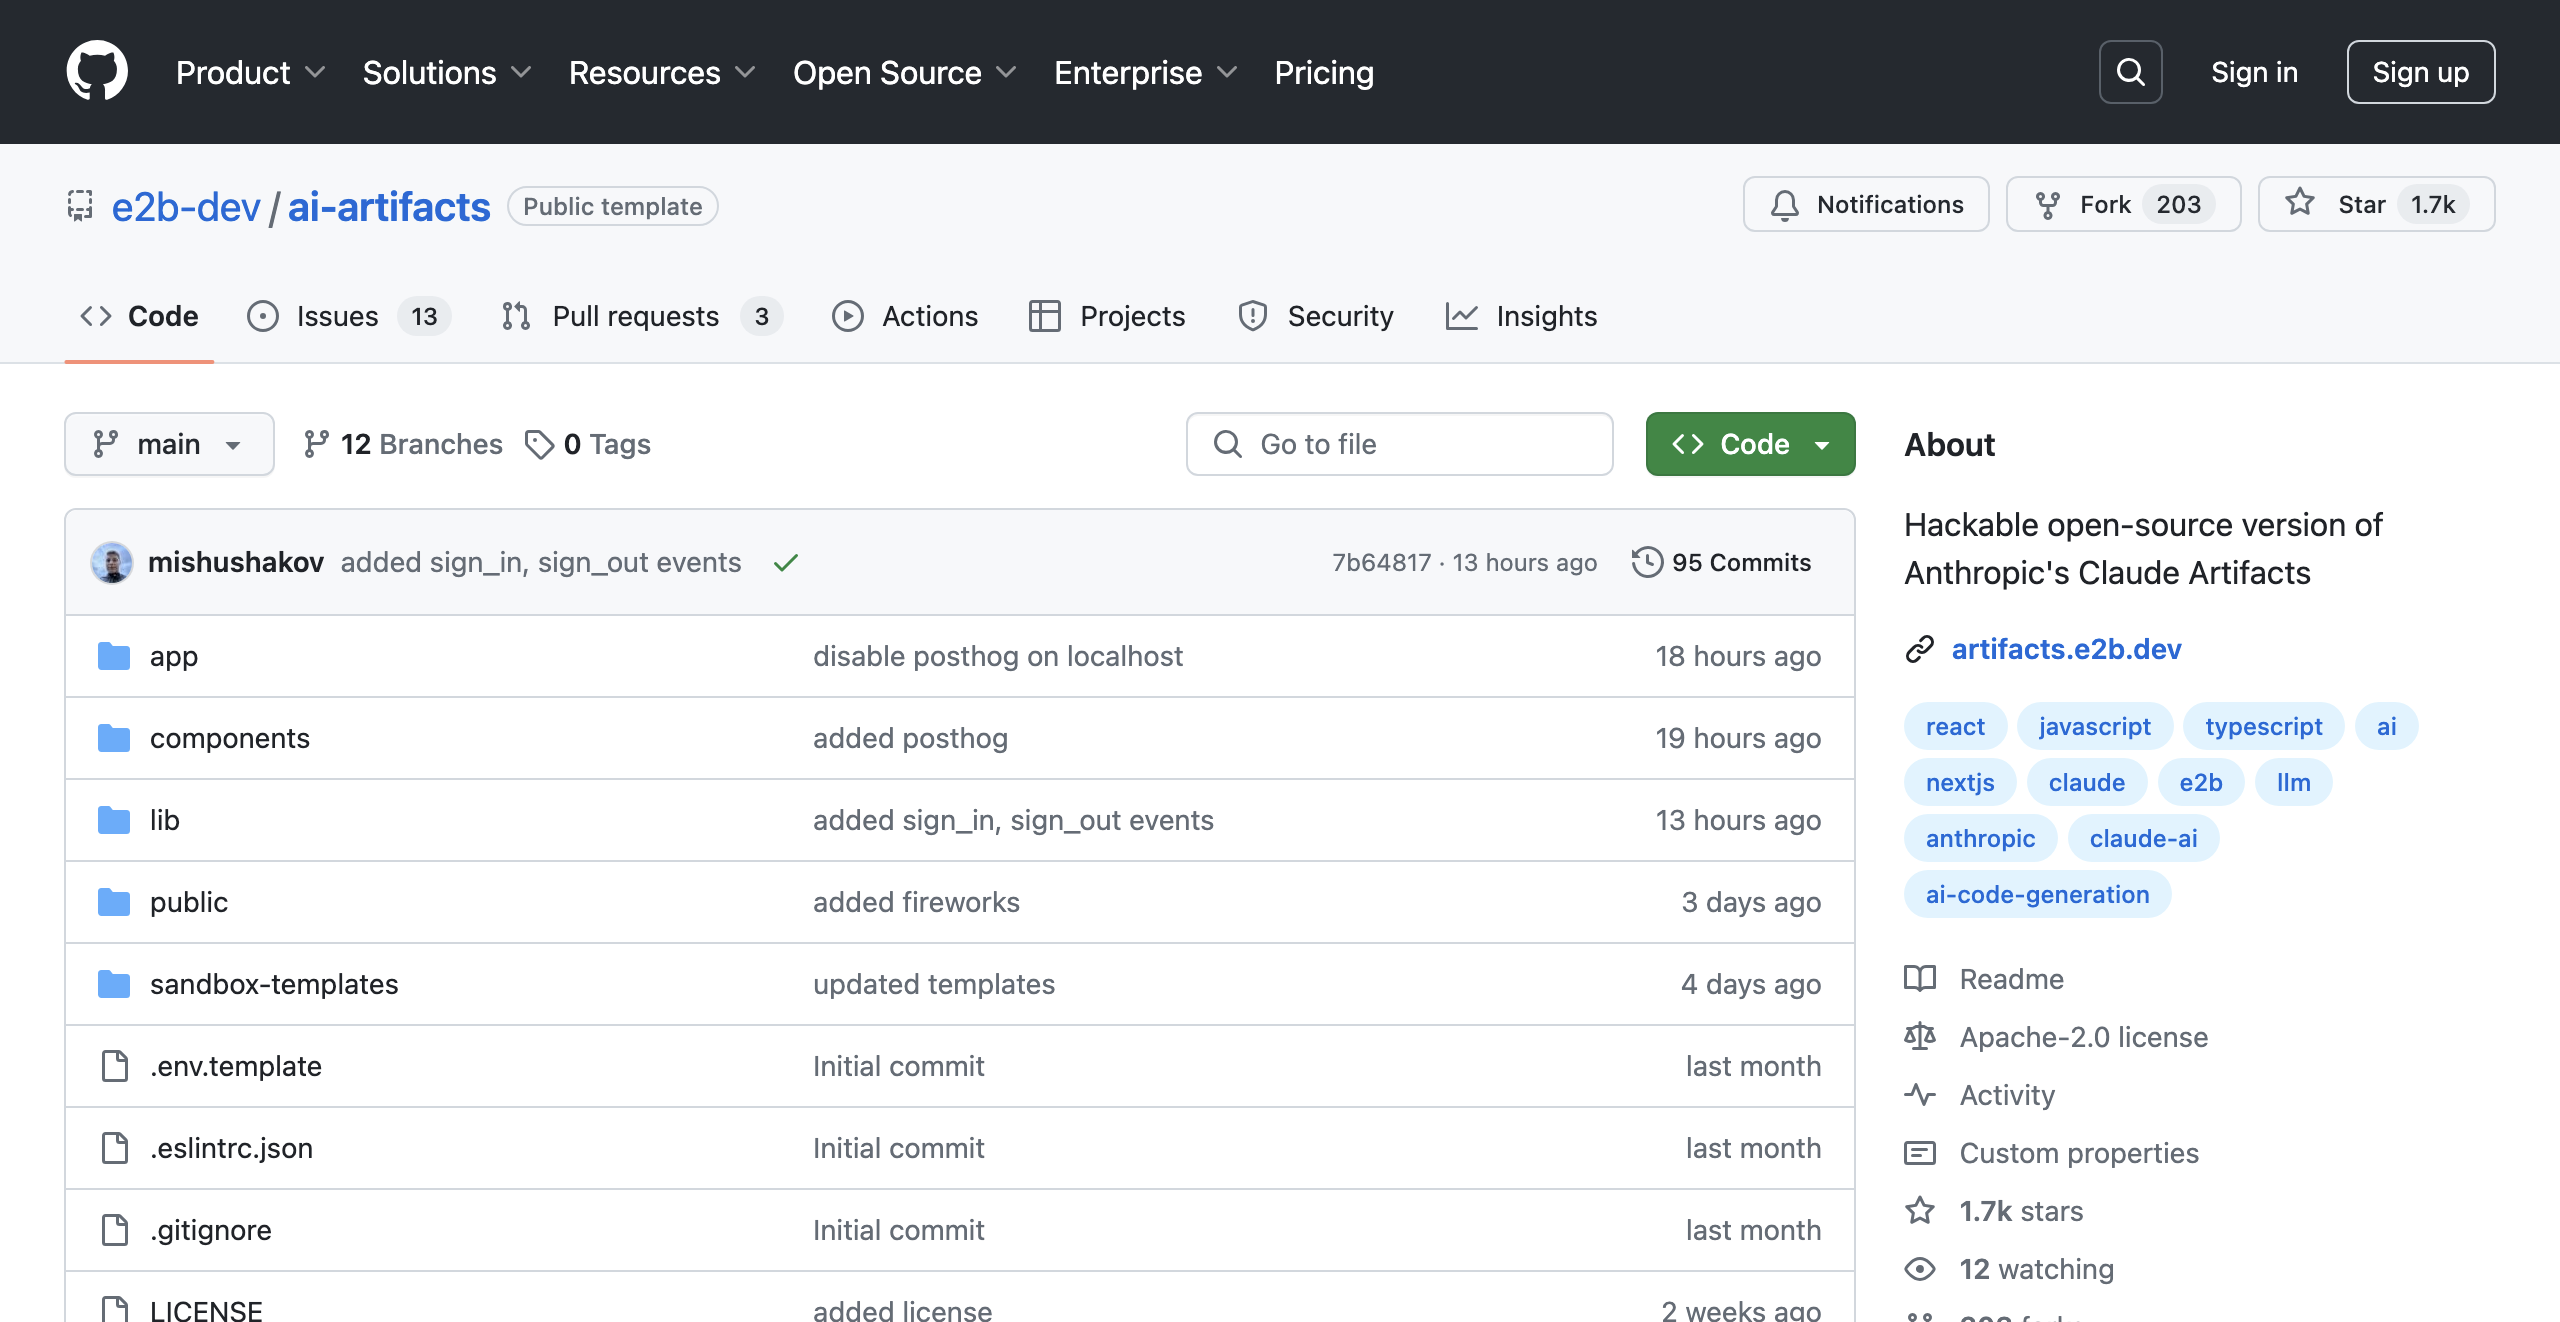 Product Solutions Resources Open Source Enterprise Pricing Sign in Sign up
e2b-dev / ai-artifacts Public template Notifications Fork 203 Star 1.7k
Code Issues 13 Pull requests 3 Actions Projects Security Insights
main 12 Branches 0 Tags Go to file Code
mishushakov added sign_in, sign_out events 7b64817 · 13 hours ago 95 Commits
app disable posthog on localhost 18 hours ago
components added posthog 19 hours ago
lib added sign_in, sign_out events 13 hours ago
public added fireworks 3 days ago
sandbox-templates updated templates 4 days ago
.env.template Initial commit last month
.eslintrc.json Initial commit last month
.gitignore Initial commit last month
LICENSE added license 2 weeks ago
About
Hackable open-source version of
Anthropic's Claude Artifacts
artifacts.e2b.dev
react javascript typescript ai
nextjs claude e2b llm
anthropic claude-ai
ai-code-generation
Readme
Apache-2.0 license
Activity
Custom properties
1.7k stars
12 watching